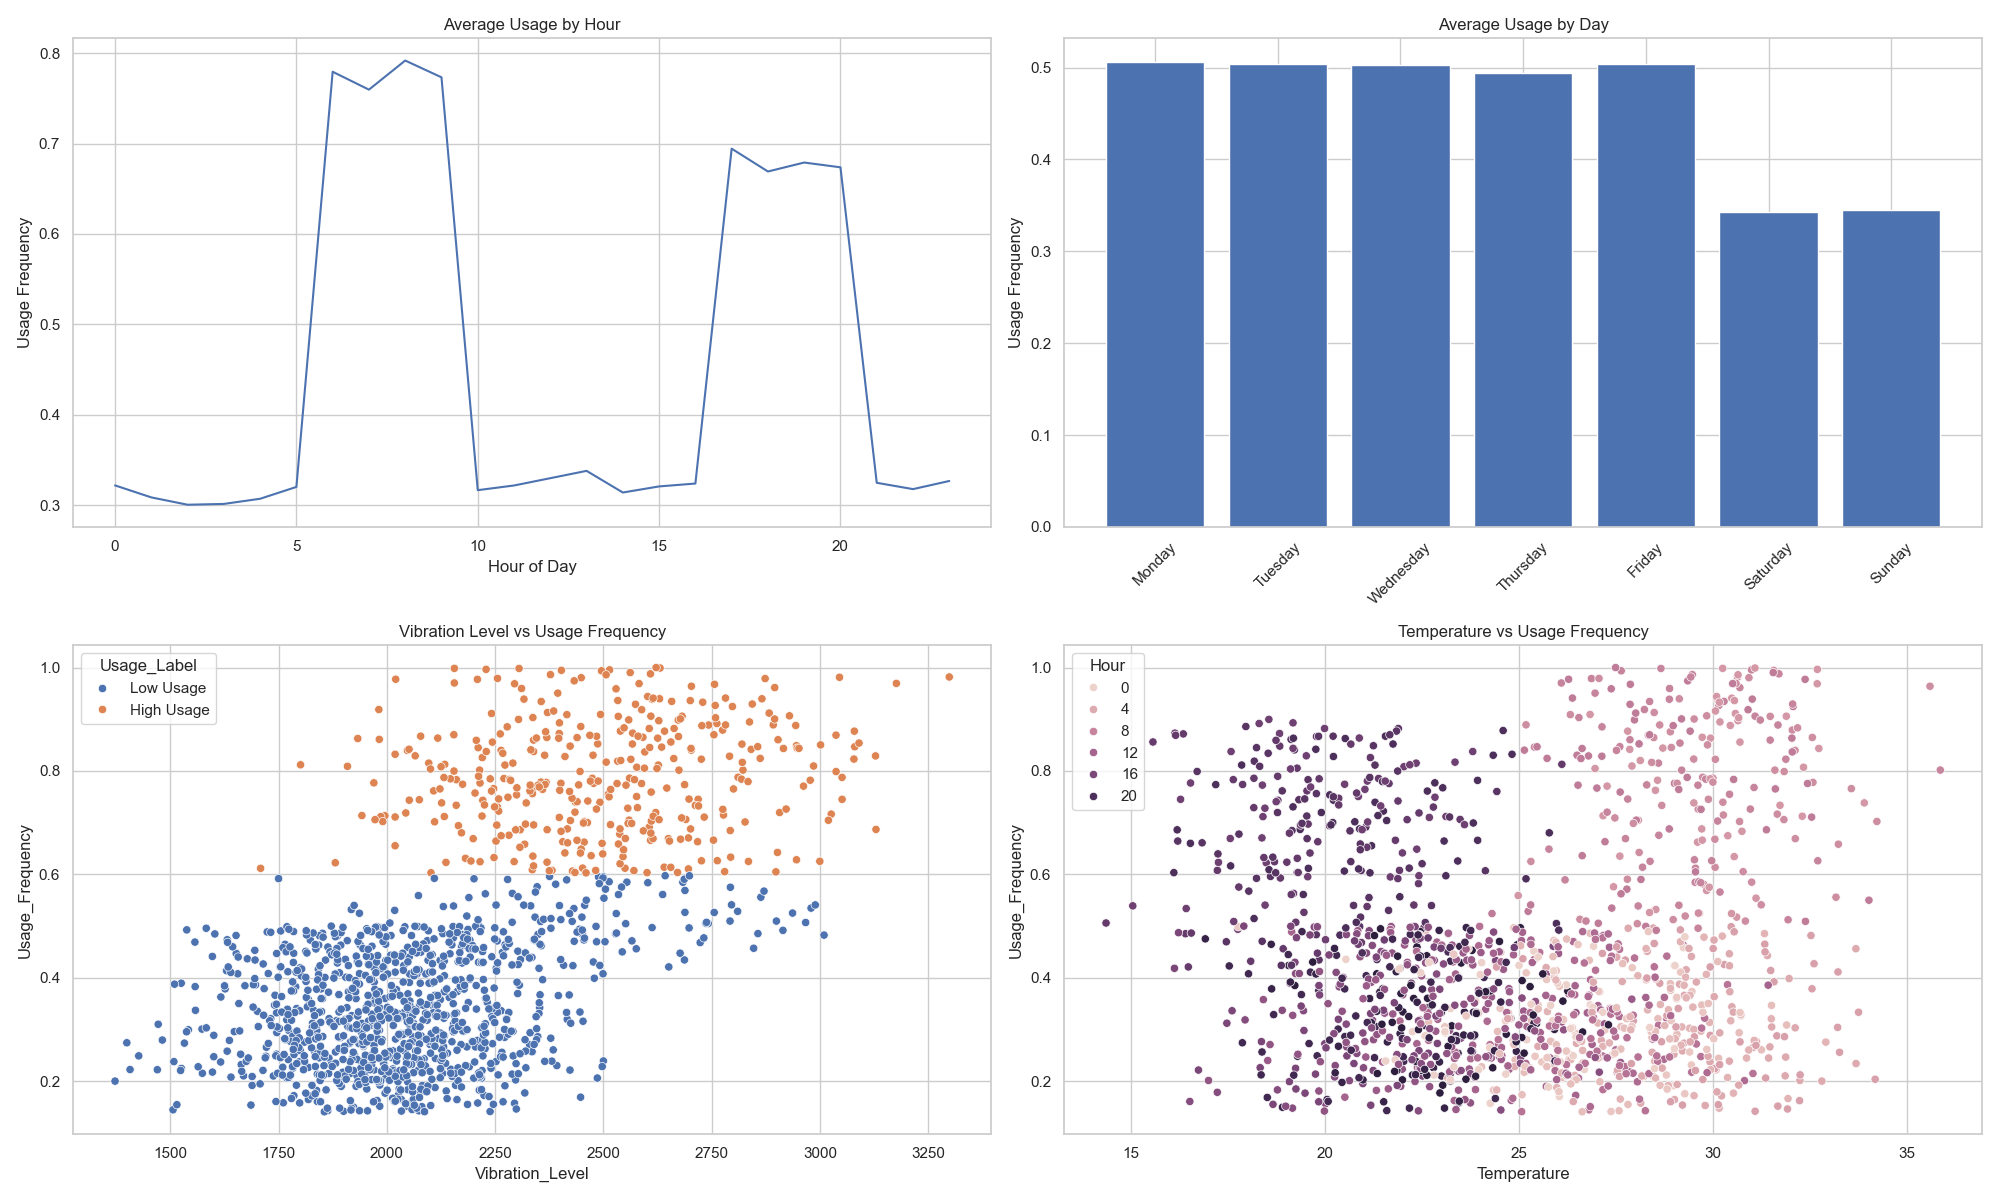 Average Usage by Hour
Usage Frequency
0.8
0.7
0.6
0.5
0.4
0.3
0 5 10 15 20
Hour of Day
Average Usage by Day
Usage Frequency
0.5
0.4
0.3
0.2
0.1
0.0
Monday Tuesday Wednesday Thursday Friday Saturday Sunday
Vibration Level vs Usage Frequency
Usage_Label
Low Usage
High Usage
Usage_Frequency
1.0
0.8
0.6
0.4
0.2
1500 1750 2000 2250 2500 2750 3000 3250
Vibration_Level
Temperature vs Usage Frequency
Hour
0
4
8
12
16
20
Usage_Frequency
1.0
0.8
0.6
0.4
0.2
15 20 25 30 35
Temperature